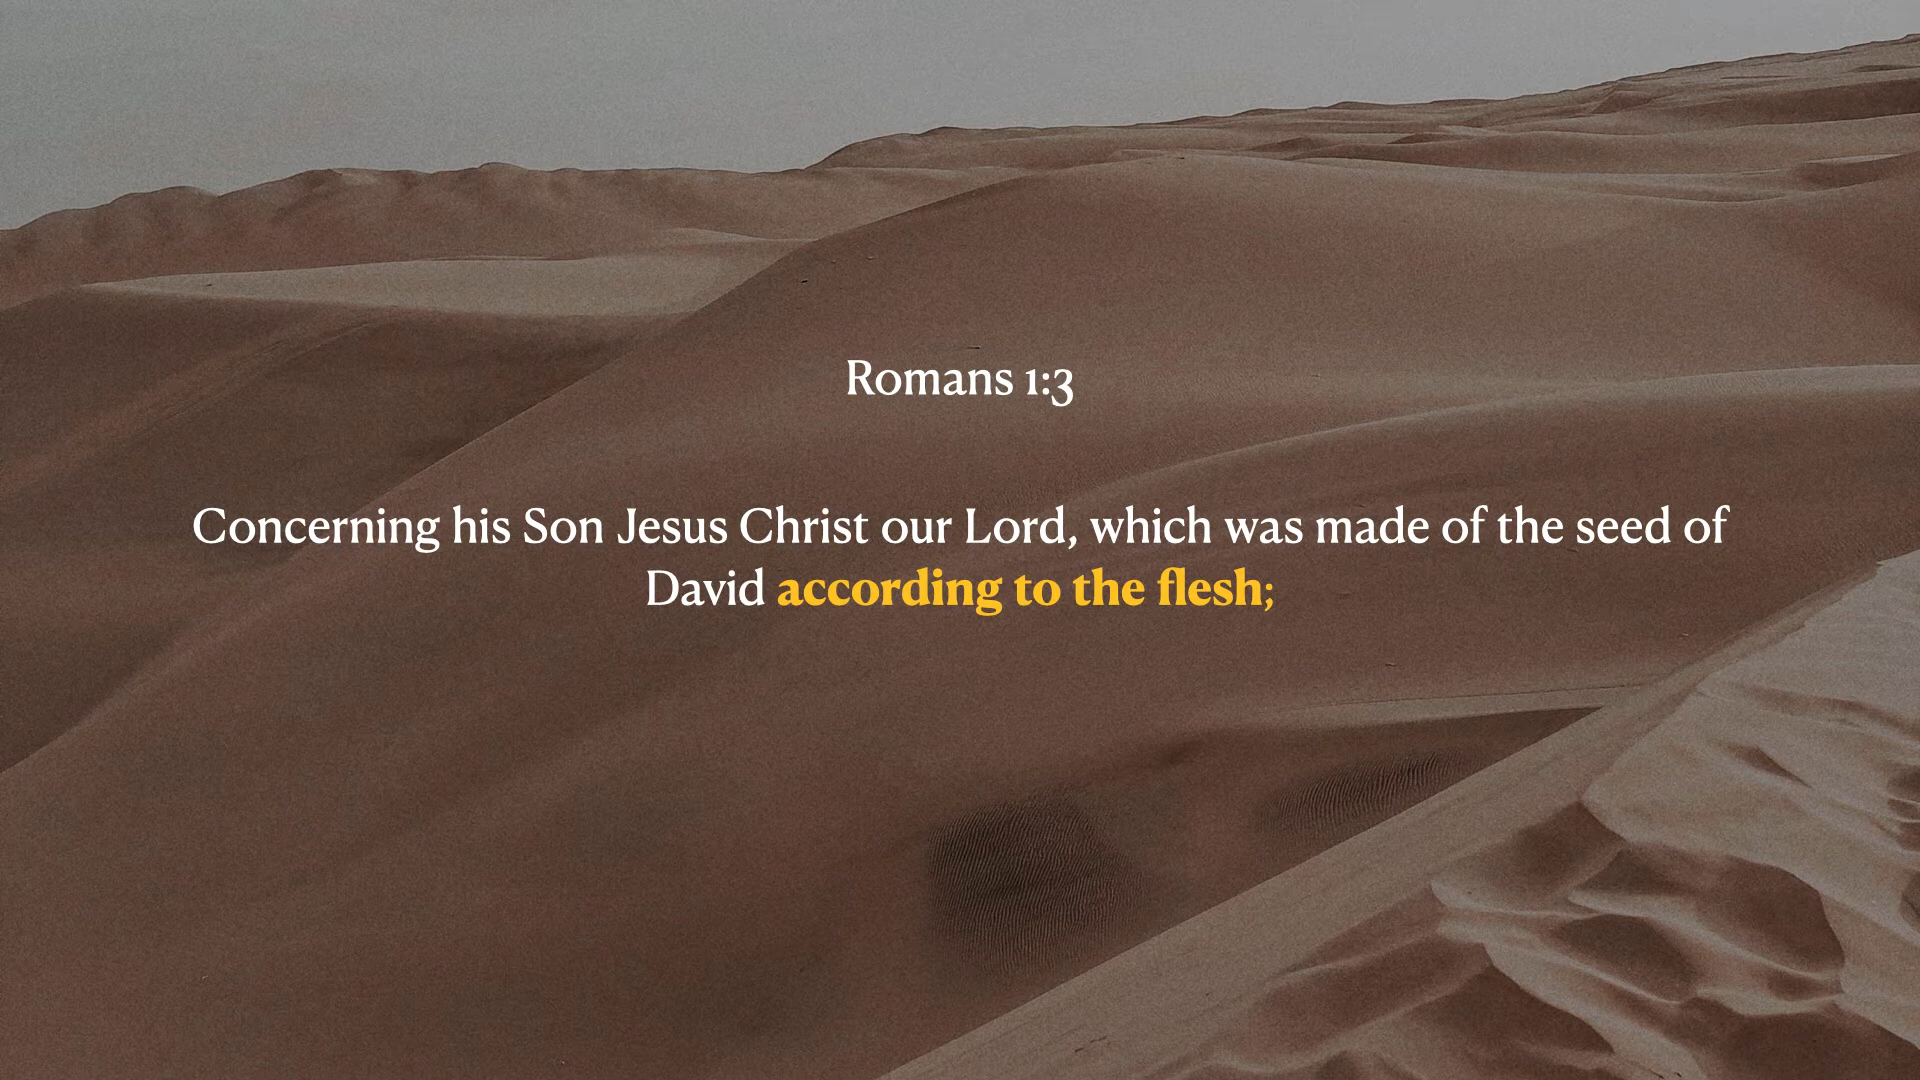 Romans 1:3
Concerning his Son Jesus Christ our Lord, which was made of the seed of
David according to the flesh;